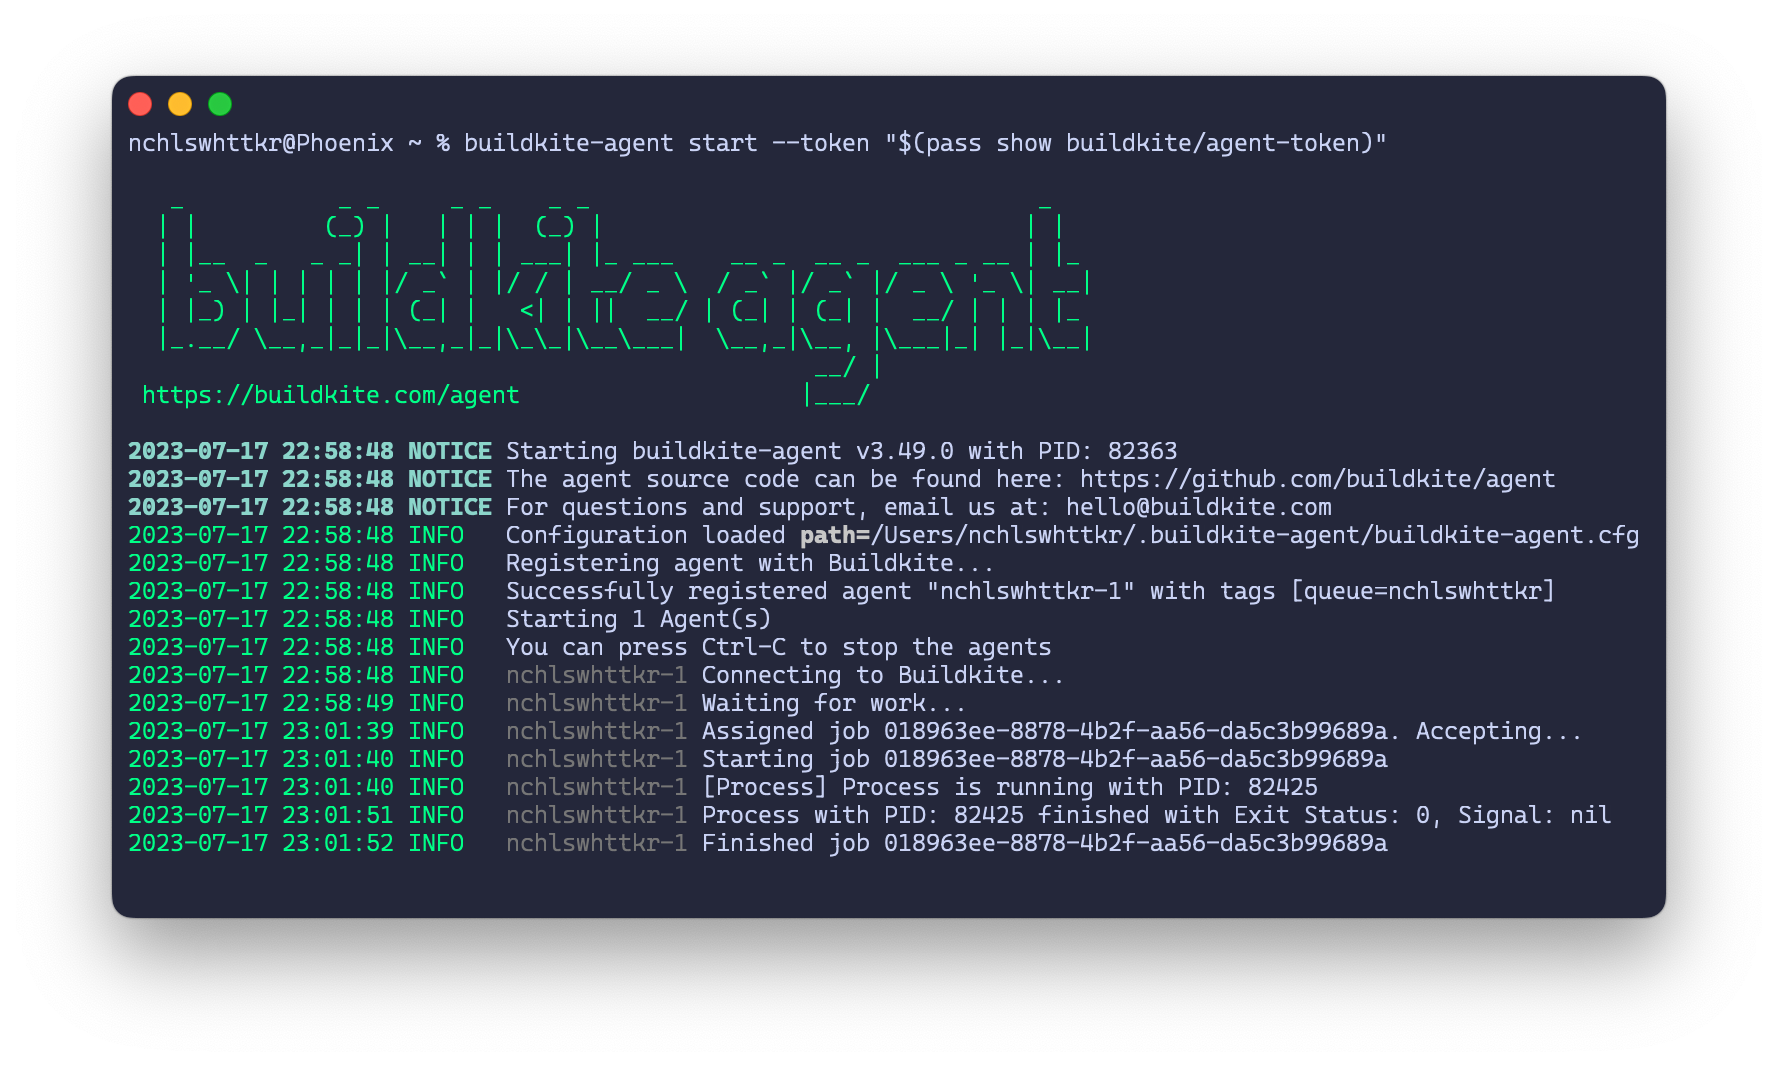 nchlswhttkr@Phoenix ~ % buildkite-agent start --token "$(pass show buildkite/agent-token)"
buildkite agent
https://buildkite.com/agent
2023-07-17 22:58:48 NOTICE Starting buildkite-agent v3.49.0 with PID: 82363
2023-07-17 22:58:48 NOTICE The agent source code can be found here: https://github.com/buildkite/agent
2023-07-17 22:58:48 NOTICE For questions and support, email us at: hello@buildkite.com
2023-07-17 22:58:48 INFO   Configuration loaded path=/Users/nchlswhttkr/.buildkite-agent/buildkite-agent.cfg
2023-07-17 22:58:48 INFO   Registering agent with Buildkite...
2023-07-17 22:58:48 INFO   Successfully registered agent "nchlswhttkr-1" with tags [queue=nchlswhttkr]
2023-07-17 22:58:48 INFO   Starting 1 Agent(s)
2023-07-17 22:58:48 INFO   You can press Ctrl-C to stop the agents
2023-07-17 22:58:48 INFO   nchlswhttkr-1 Connecting to Buildkite...
2023-07-17 22:58:49 INFO   nchlswhttkr-1 Waiting for work...
2023-07-17 23:01:39 INFO   nchlswhttkr-1 Assigned job 018963ee-8878-4b2f-aa56-da5c3b99689a. Accepting...
2023-07-17 23:01:40 INFO   nchlswhttkr-1 Starting job 018963ee-8878-4b2f-aa56-da5c3b99689a
2023-07-17 23:01:40 INFO   nchlswhttkr-1 [Process] Process is running with PID: 82425
2023-07-17 23:01:51 INFO   nchlswhttkr-1 Process with PID: 82425 finished with Exit Status: 0, Signal: nil
2023-07-17 23:01:52 INFO   nchlswhttkr-1 Finished job 018963ee-8878-4b2f-aa56-da5c3b99689a